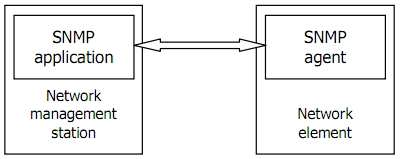 SNMP
application
Network
management
station
SNMP
agent
Network
element